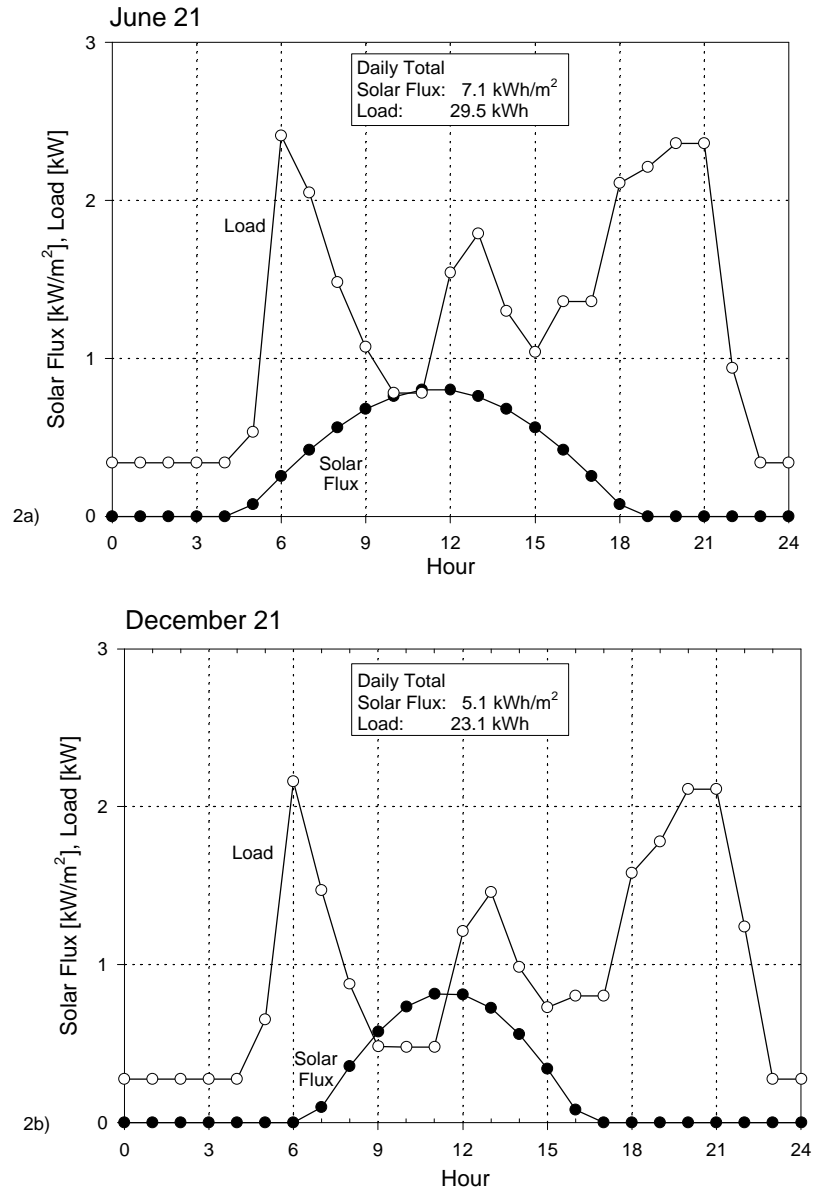 June 21
3
Daily Total
Solar Flux: 7.1 kWh/m²
Load: 29.5 kWh
Solar Flux [kW/m²], Load [kW]
2
Load
1
Solar
Flux
2a)
0
0 3 6 9 12 15 18 21 24
Hour
December 21
3
Daily Total
Solar Flux: 5.1 kWh/m²
Load: 23.1 kWh
Solar Flux [kW/m²], Load [kW]
2
Load
1
Solar
Flux
2b)
0
0 3 6 9 12 15 18 21 24
Hour